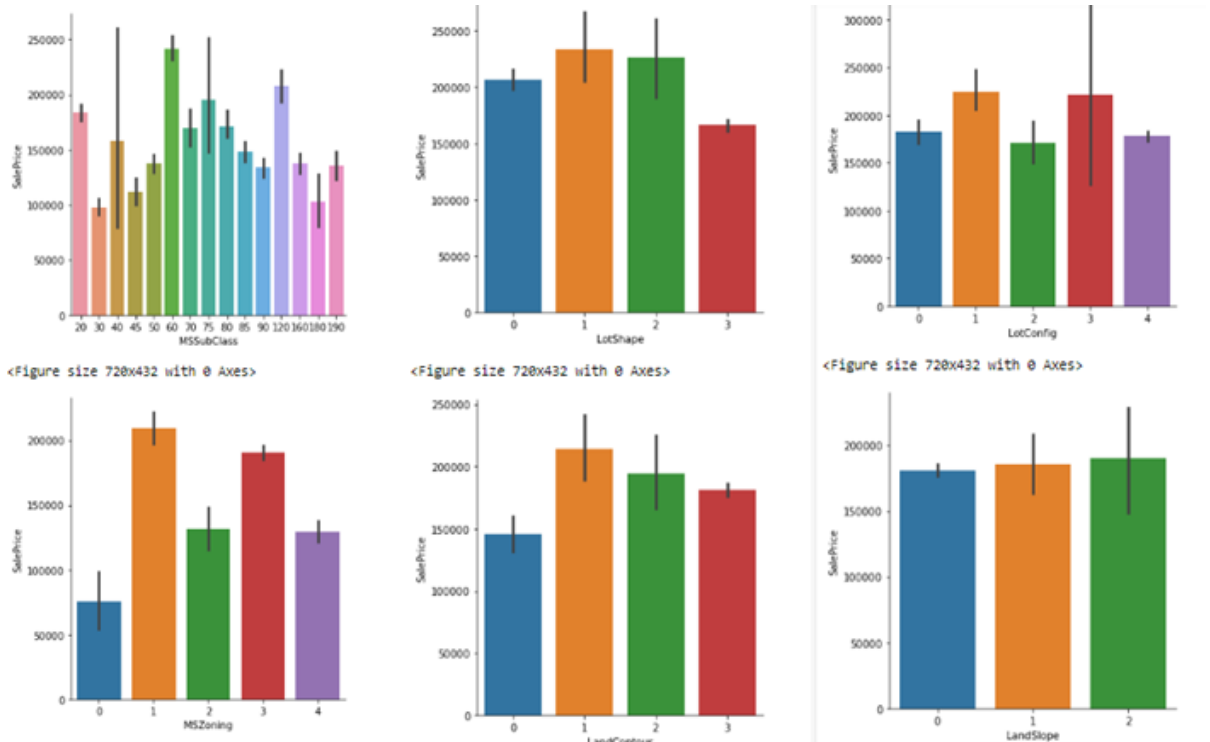 250000
200000
150000
100000
50000
0
SalePrice
20 30 40 45 50 60 70 75 80 85 90 120 160 180 190
MSSubClass
250000
200000
150000
100000
50000
0
SalePrice
0 1 2 3
LotShape
300000
250000
200000
150000
100000
50000
0
SalePrice
0 1 2 3 4
LotConfig
<Figure size 720x432 with 0 Axes>
<Figure size 720x432 with 0 Axes>
<Figure size 720x432 with 0 Axes>
200000
150000
100000
50000
0
SalePrice
0 1 2 3 4
MSZoning
250000
200000
150000
100000
50000
0
SalePrice
0 1 2 3
LandContour
200000
150000
100000
50000
0
SalePrice
0 1 2
LandSlope